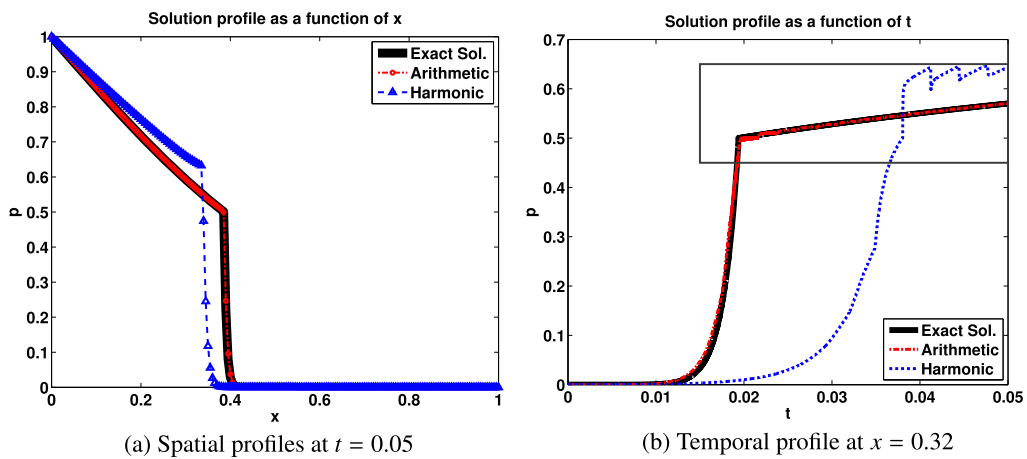 Solution profile as a function of x
1
0.9
0.8
0.7
0.6
0.5
0.4
0.3
0.2
0.1
0
p
Exact Sol.
Arithmetic
Harmonic
0 0.2 0.4 0.6 0.8 1
x
(a) Spatial profiles at t = 0.05
Solution profile as a function of t
0.7
0.6
0.5
0.4
0.3
0.2
0.1
0
p
Exact Sol.
Arithmetic
Harmonic
0 0.01 0.02 0.03 0.04 0.05
t
(b) Temporal profile at x = 0.32